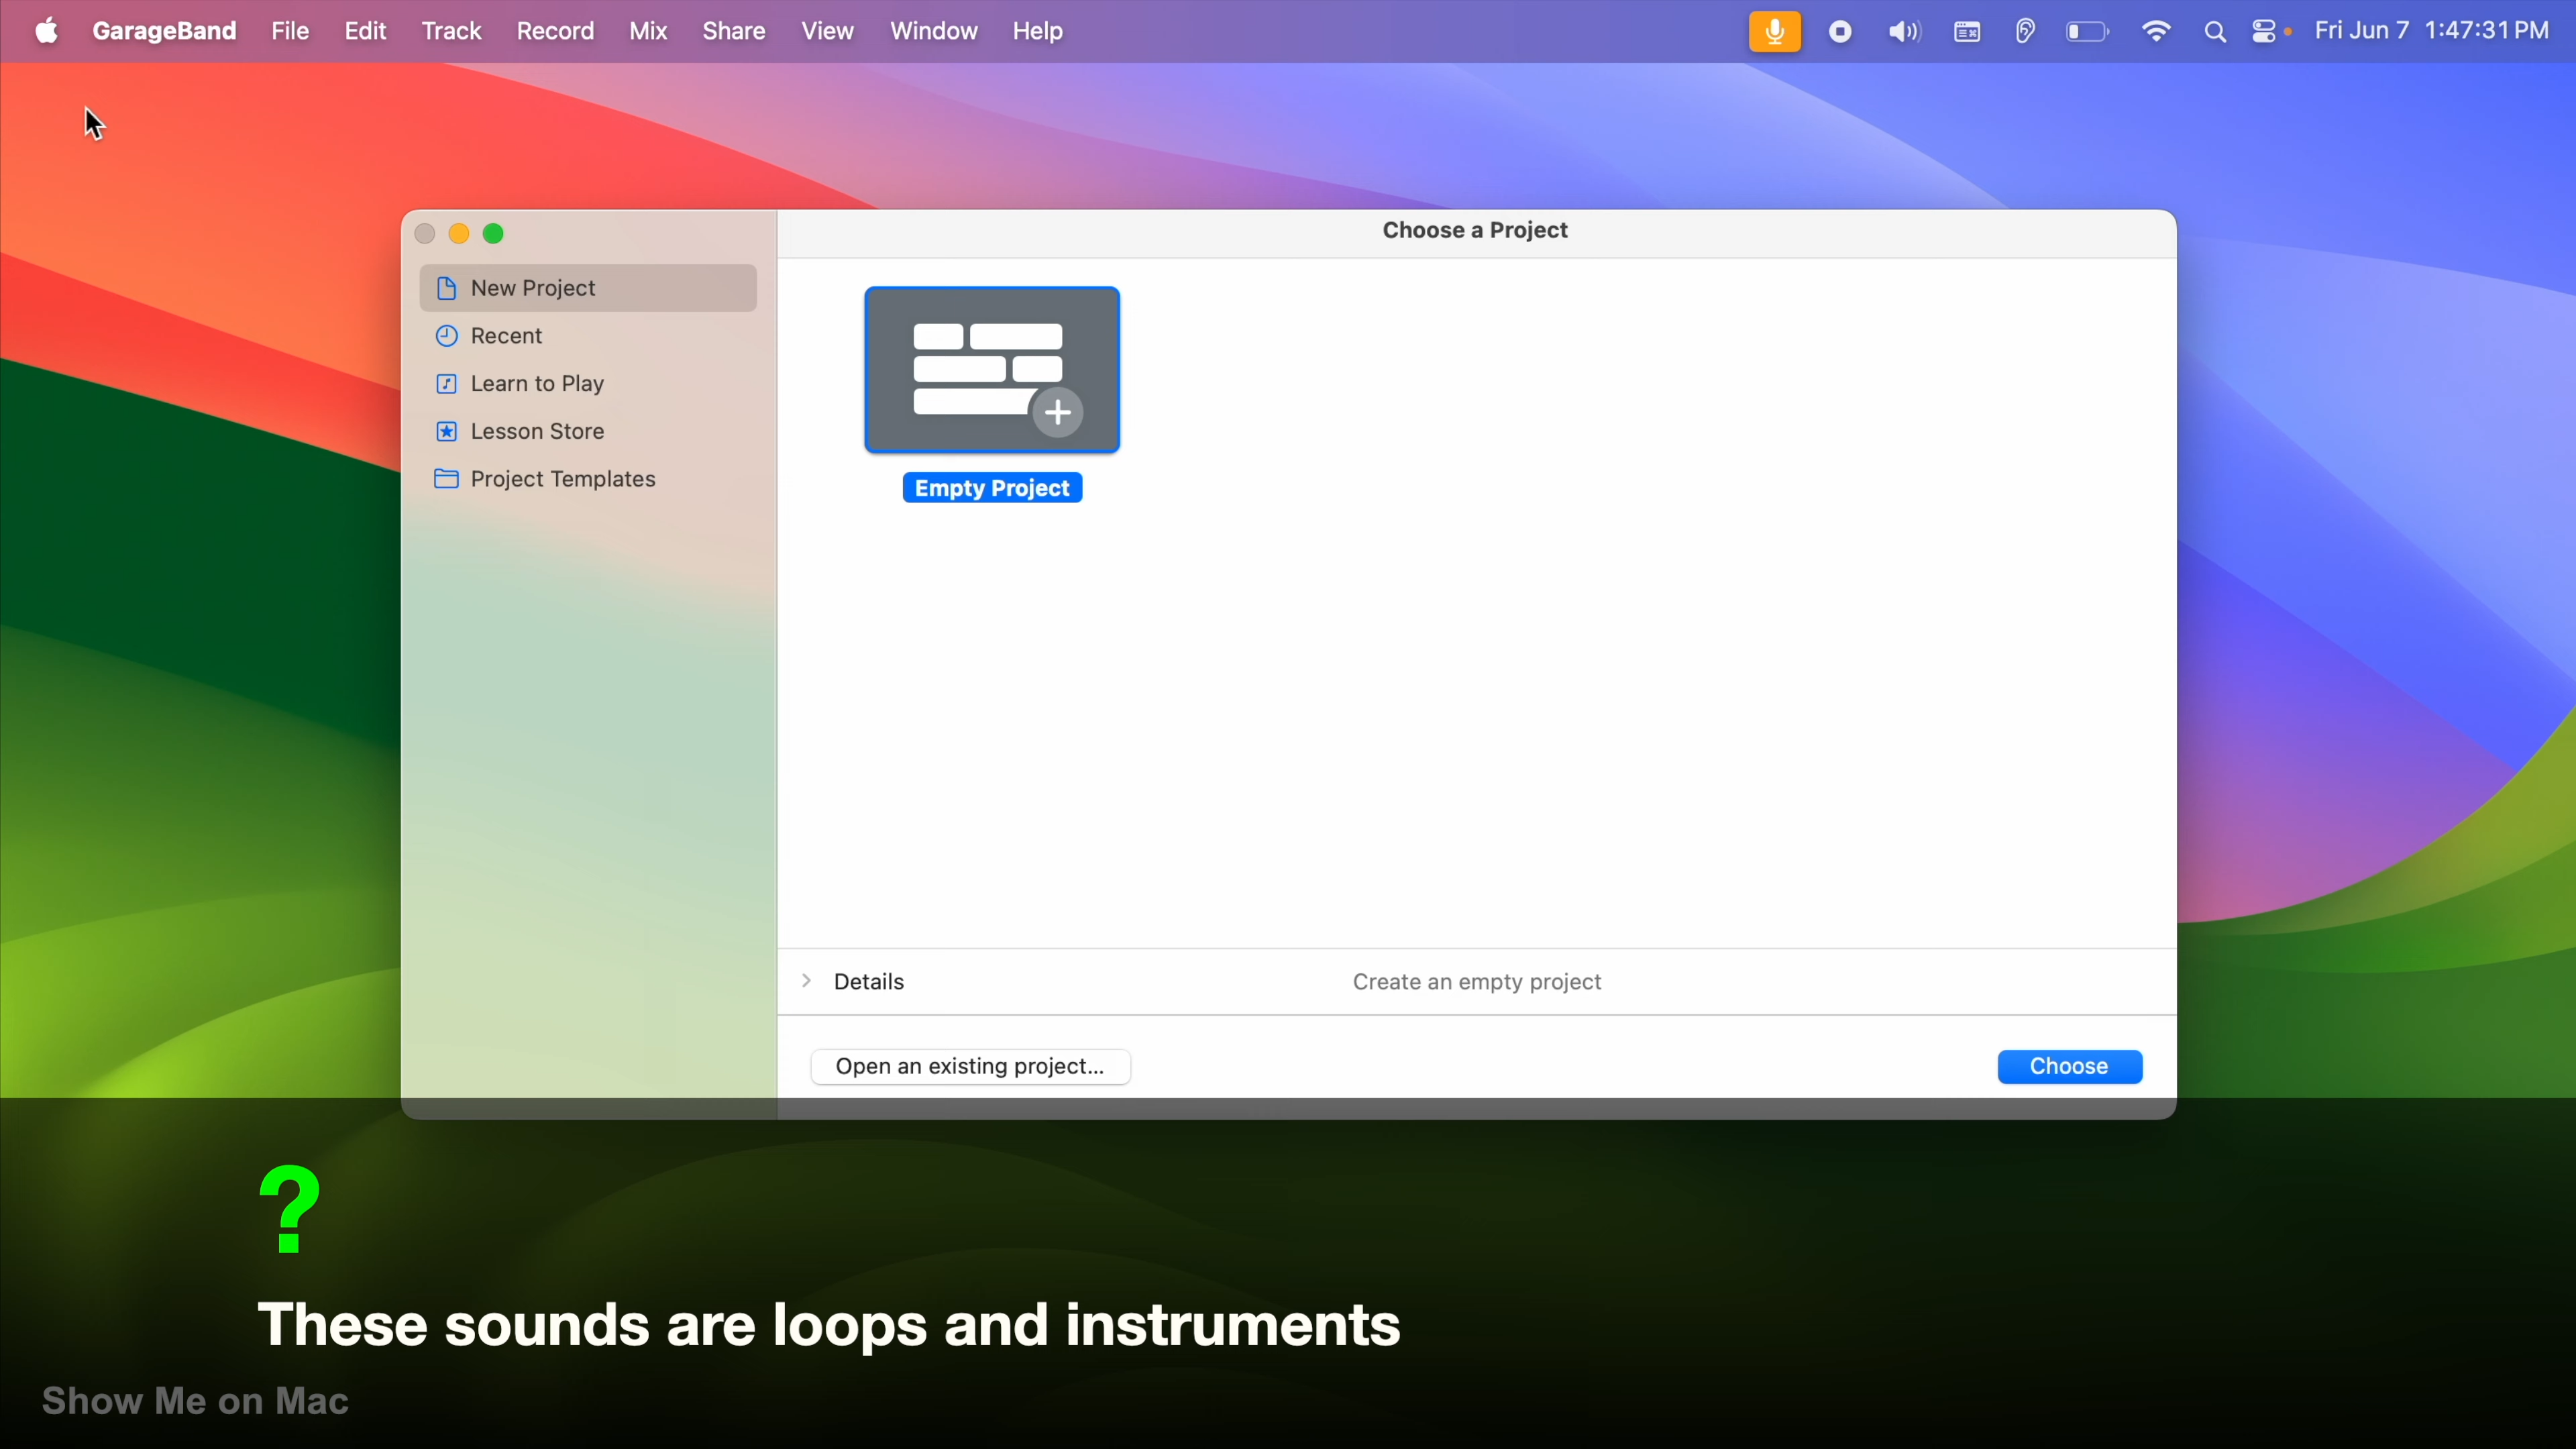 GarageBand File Edit Track Record Mix Share View Window Help Fri Jun 7 1:47:31 PM
Choose a Project
New Project
Recent
Learn to Play
Lesson Store
Project Templates
Empty Project
Details Create an empty project
Open an existing project... Choose
?
These sounds are loops and instruments
Show Me on Mac